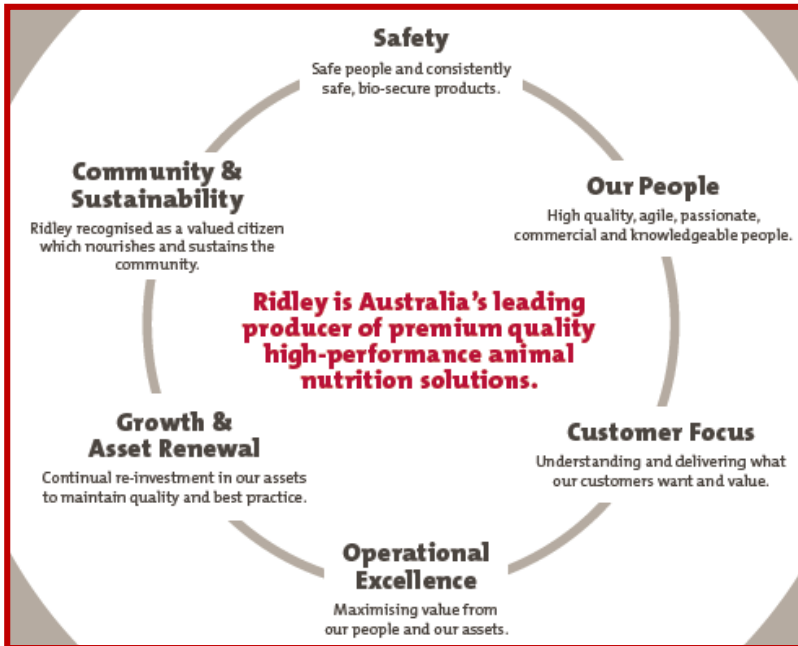 Safety
Safe people and consistently
safe, bio-secure products.
Our People
High quality, agile, passionate,
commercial and knowledgeable people.
Community &
Sustainability
Ridley recognised as a valued citizen
which nourishes and sustains the
community.
Ridley is Australia's leading
producer of premium quality
high-performance animal
nutrition solutions.
Growth &
Asset Renewal
Continual re-investment in our assets
to maintain quality and best practice.
Customer Focus
Understanding and delivering what
our customers want and value.
Operational
Excellence
Maximising value from
our people and our assets.